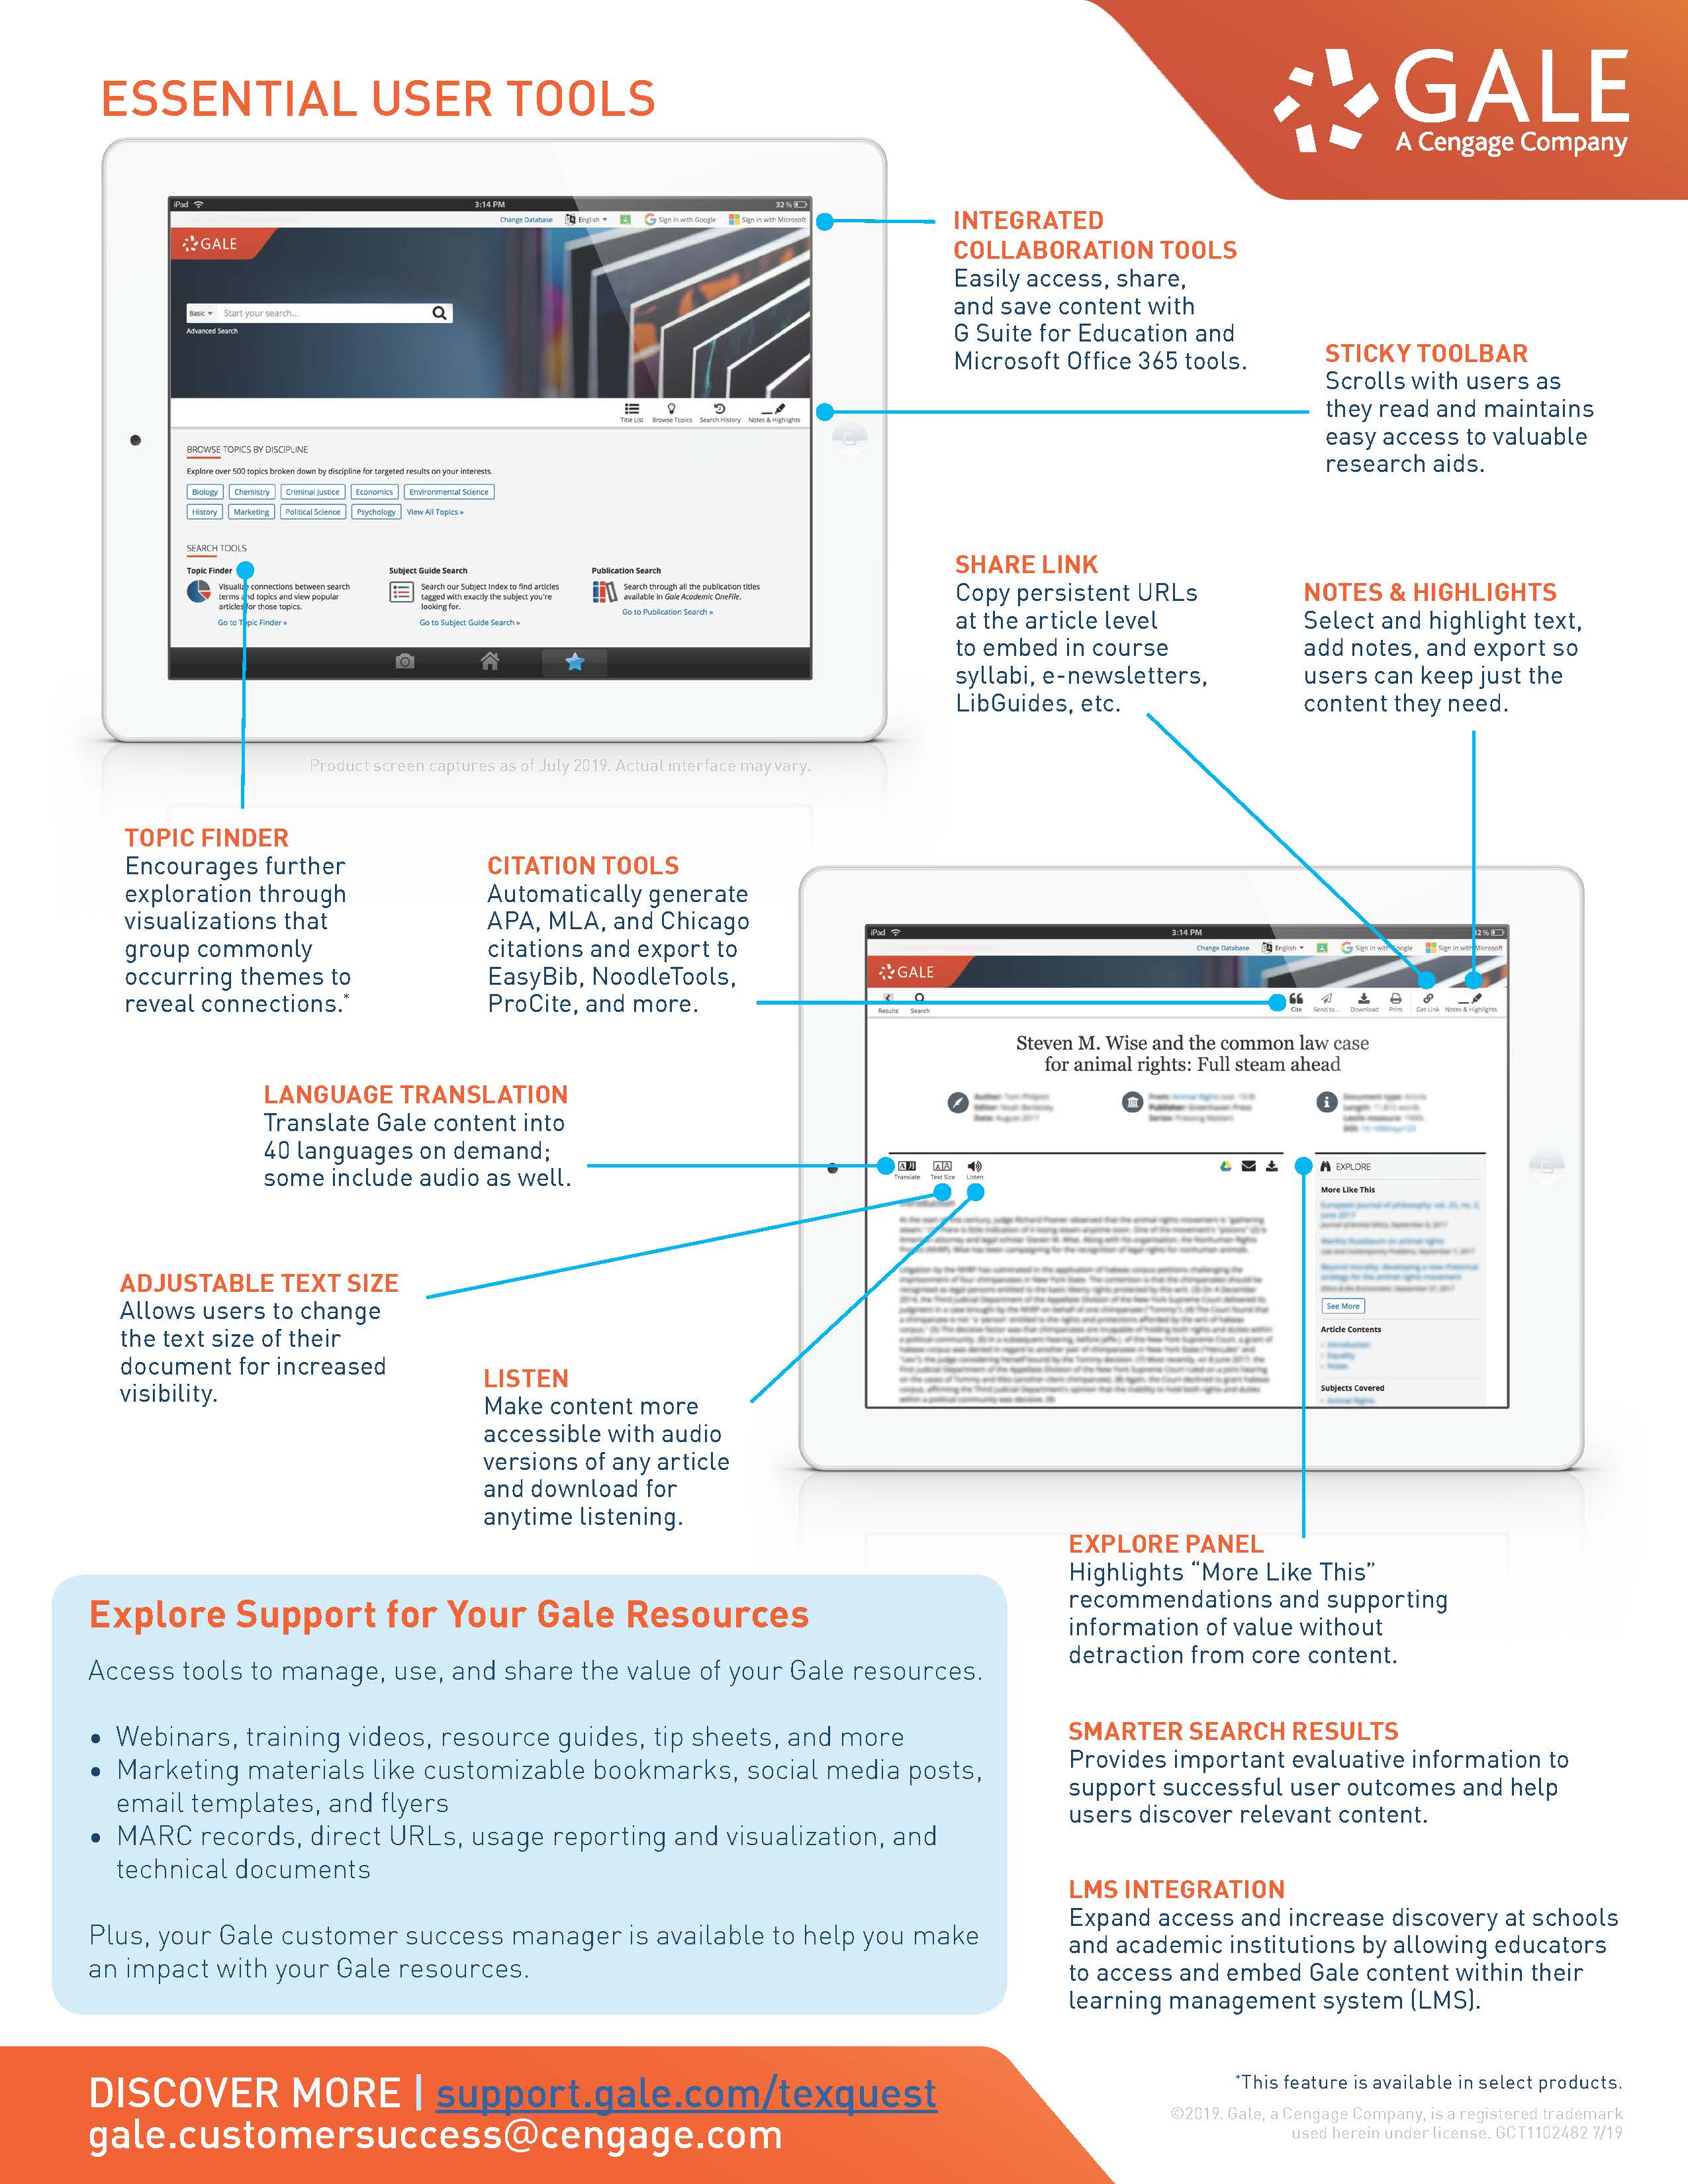 ESSENTIAL USER TOOLS
GALE
A Cengage Company
iPad
3:14 PM
32%
Change Database
English
Sign in with Google
Sign in with Microsoft
GALE
Basic
Start your search...
Advanced Search
Title List
Browse Topics
Search History
Notes & Highlights
BROWSE TOPICS BY DISCIPLINE
Explore over 500 topics broken down by discipline for targeted results on your interests.
Biology
Chemistry
Criminal Justice
Economics
Environmental Science
History
Marketing
Political Science
Psychology
View All Topics »
SEARCH TOOLS
Topic Finder
Visualize connections between search
terms and topics and view popular
articles for those topics.
Go to Topic Finder »
Subject Guide Search
Search our Subject Index to find articles
tagged with exactly the subject you're
looking for.
Go to Subject Guide Search »
Publication Search
Search through all the publication titles
available in Gale Academic OneFile.
Go to Publication Search »
Product screen captures as of July 2019. Actual interface may vary.
INTEGRATED
COLLABORATION TOOLS
Easily access, share,
and save content with
G Suite for Education and
Microsoft Office 365 tools.
STICKY TOOLBAR
Scrolls with users as
they read and maintains
easy access to valuable
research aids.
SHARE LINK
Copy persistent URLs
at the article level
to embed in course
syllabi, e-newsletters,
LibGuides, etc.
NOTES & HIGHLIGHTS
Select and highlight text,
add notes, and export so
users can keep just the
content they need.
TOPIC FINDER
Encourages further
exploration through
visualizations that
group commonly
occurring themes to
reveal connections.*
CITATION TOOLS
Automatically generate
APA, MLA, and Chicago
citations and export to
EasyBib, NoodleTools,
ProCite, and more.
LANGUAGE TRANSLATION
Translate Gale content into
40 languages on demand;
some include audio as well.
ADJUSTABLE TEXT SIZE
Allows users to change
the text size of their
document for increased
visibility.
LISTEN
Make content more
accessible with audio
versions of any article
and download for
anytime listening.
iPad
3:14 PM
32%
Change Database
English
Sign in with Google
Sign in with Microsoft
GALE
Results
Search
Cite
Send to...
Download
Print
Get Link
Notes & Highlights
Steven M. Wise and the common law case
for animal rights: Full steam ahead
Translate
Text Size
Listen
EXPLORE
More Like This
See More
Article Contents
Subjects Covered
EXPLORE PANEL
Highlights “More Like This”
recommendations and supporting
information of value without
detraction from core content.
SMARTER SEARCH RESULTS
Provides important evaluative information to
support successful user outcomes and help
users discover relevant content.
LMS INTEGRATION
Expand access and increase discovery at schools
and academic institutions by allowing educators
to access and embed Gale content within their
learning management system (LMS).
Explore Support for Your Gale Resources
Access tools to manage, use, and share the value of your Gale resources.
• Webinars, training videos, resource guides, tip sheets, and more
• Marketing materials like customizable bookmarks, social media posts,
email templates, and flyers
• MARC records, direct URLs, usage reporting and visualization, and
technical documents
Plus, your Gale customer success manager is available to help you make
an impact with your Gale resources.
DISCOVER MORE | support.gale.com/texquest
gale.customersuccess@cengage.com
*This feature is available in select products.
©2019. Gale, a Cengage Company, is a registered trademark
used herein under license. GCT1102482 7/19